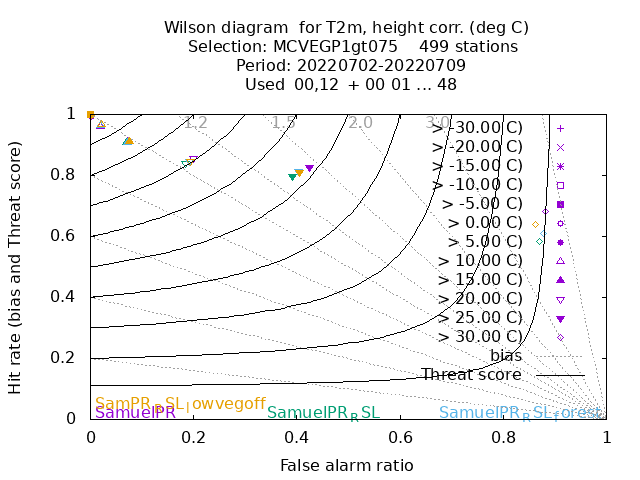 Wilson diagram  for T2m, height corr. (deg C)
Selection: MCVEGP1gt075    499 stations
Period: 20220702-20220709
Used  00,12  + 00 01 ... 48
Hit rate (bias and Threat score)
1
0.8
0.6
0.4
0.2
0
1.2
1.5
2.0
3.0
> -30.00 C)
> -20.00 C)
> -15.00 C)
> -10.00 C)
> -5.00 C)
> 0.00 C)
> 5.00 C)
> 10.00 C)
> 15.00 C)
> 20.00 C)
> 25.00 C)
> 30.00 C)
bias
Threat score
SamPR_RSL_lowvegoff
SamuelPR
SamuelPR_RSL
SamuelPR_RSL_forest
0
0.2
0.4
0.6
0.8
1
False alarm ratio